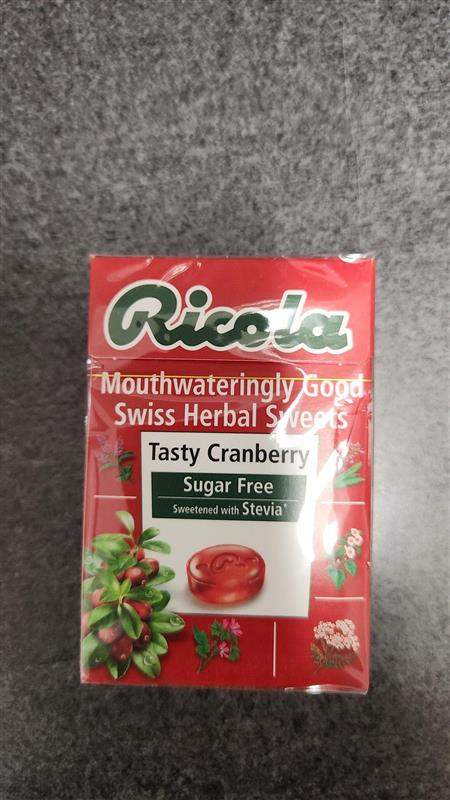 Ricola
Mouthwateringly Good
Swiss Herbal Sweets
Tasty Cranberry
Sugar Free
Sweetened with Stevia*